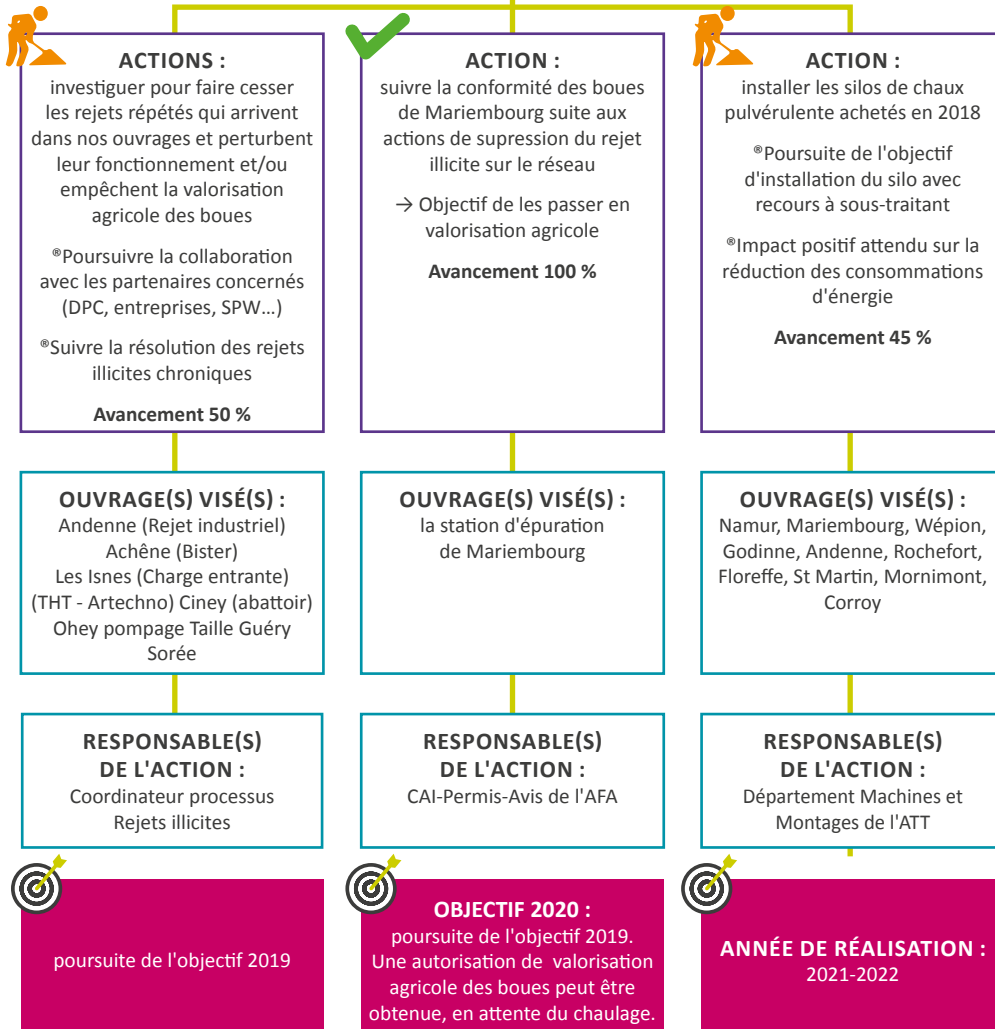 ACTIONS :
investiguer pour faire cesser
les rejets répétés qui arrivent
dans nos ouvrages et perturbent
leur fonctionnement et/ou
empêchent la valorisation
agricole des boues
®Poursuivre la collaboration
avec les partenaires concernés
(DPC, entreprises, SPW...)
®Suivre la résolution des rejets
illicites chroniques
Avancement 50 %
OUVRAGE(S) VISÉ(S) :
Andenne (Rejet industriel)
Achêne (Bister)
Les Isnes (Charge entrante)
(THT - Artechno) Ciney (abattoir)
Ohey pompage Taille Guéry
Sorée
RESPONSABLE(S)
DE L'ACTION :
Coordinateur processus
Rejets illicites
poursuite de l'objectif 2019
ACTION :
suivre la conformité des boues
de Mariembourg suite aux
actions de supression du rejet
illicite sur le réseau
→ Objectif de les passer en
valorisation agricole
Avancement 100 %
OUVRAGE(S) VISÉ(S) :
la station d'épuration
de Mariembourg
RESPONSABLE(S)
DE L'ACTION :
CAI-Permis-Avis de l'AFA
OBJECTIF 2020 :
poursuite de l'objectif 2019.
Une autorisation de valorisation
agricole des boues peut être
obtenue, en attente du chaulage.
ACTION :
installer les silos de chaux
pulvérulente achetés en 2018
®Poursuite de l'objectif
d'installation du silo avec
recours à sous-traitant
®Impact positif attendu sur la
réduction des consommations
d'énergie
Avancement 45 %
OUVRAGE(S) VISÉ(S) :
Namur, Mariembourg, Wépion,
Godinne, Andenne, Rochefort,
Floreffe, St Martin, Mornimont,
Corroy
RESPONSABLE(S)
DE L'ACTION :
Département Machines et
Montages de l'ATT
ANNÉE DE RÉALISATION :
2021-2022